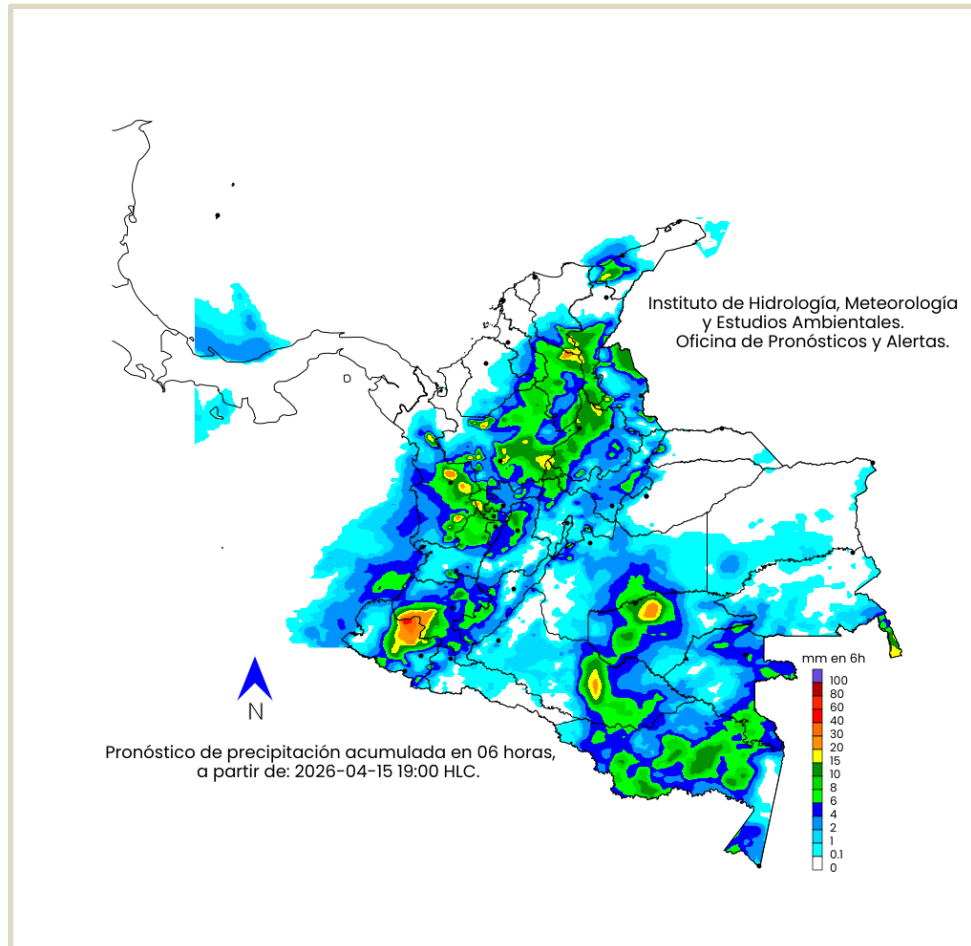 Instituto de Hidrología, Meteorología
y Estudios Ambientales.
Oficina de Pronósticos y Alertas.
mm en 6h
100
80
60
40
30
20
15
10
8
6
4
2
1
0.1
0
N
Pronóstico de precipitación acumulada en 06 horas,
a partir de: 2026-04-15 19:00 HLC.